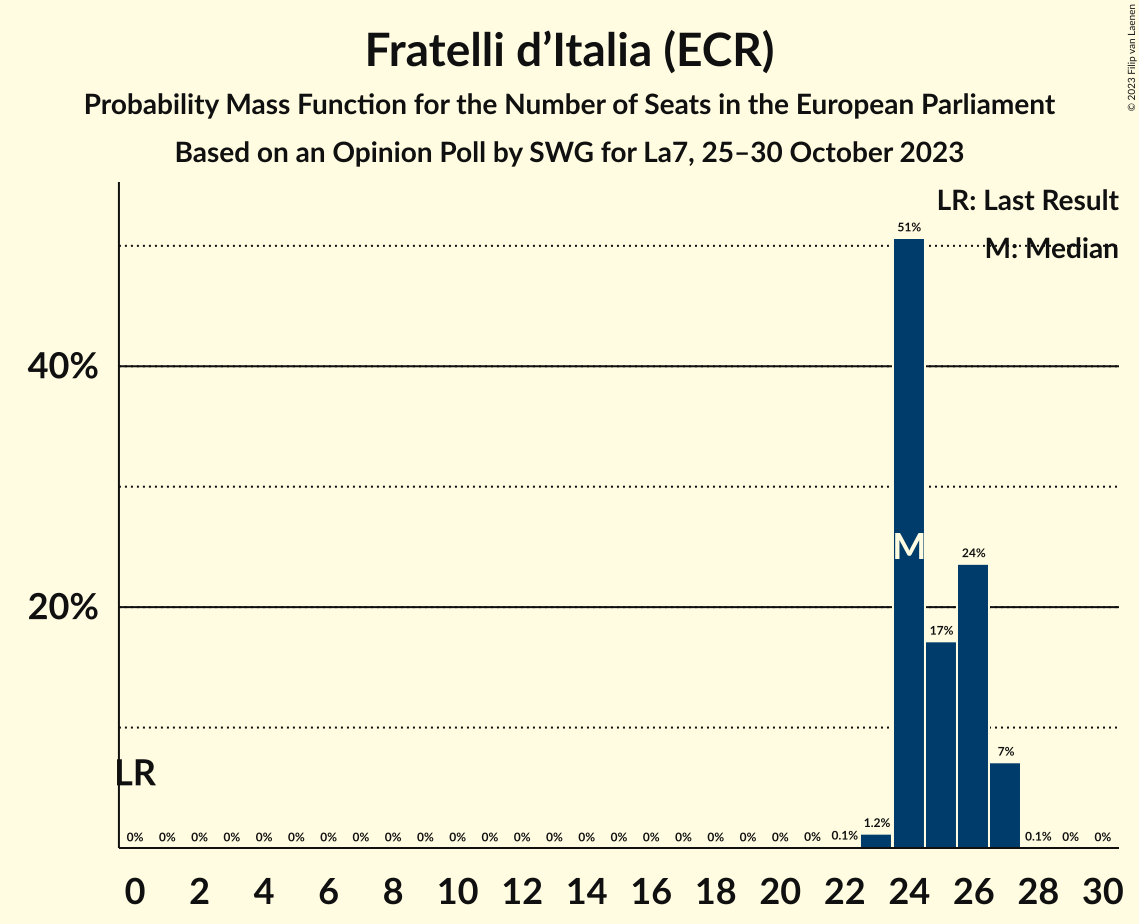 Fratelli d’Italia (ECR)
Probability Mass Function for the Number of Seats in the European Parliament
Based on an Opinion Poll by SWG for La7, 25–30 October 2023
© 2023 Filip van Laenen
LR: Last Result
M: Median
51%
40%
M
24%
20%
17%
7%
LR
0% 0% 0% 0% 0% 0% 0% 0% 0% 0% 0% 0% 0% 0% 0% 0% 0% 0% 0% 0% 0% 0% 0.1% 1.2% 0.1% 0% 0%
0 2 4 6 8 10 12 14 16 18 20 22 24 26 28 30